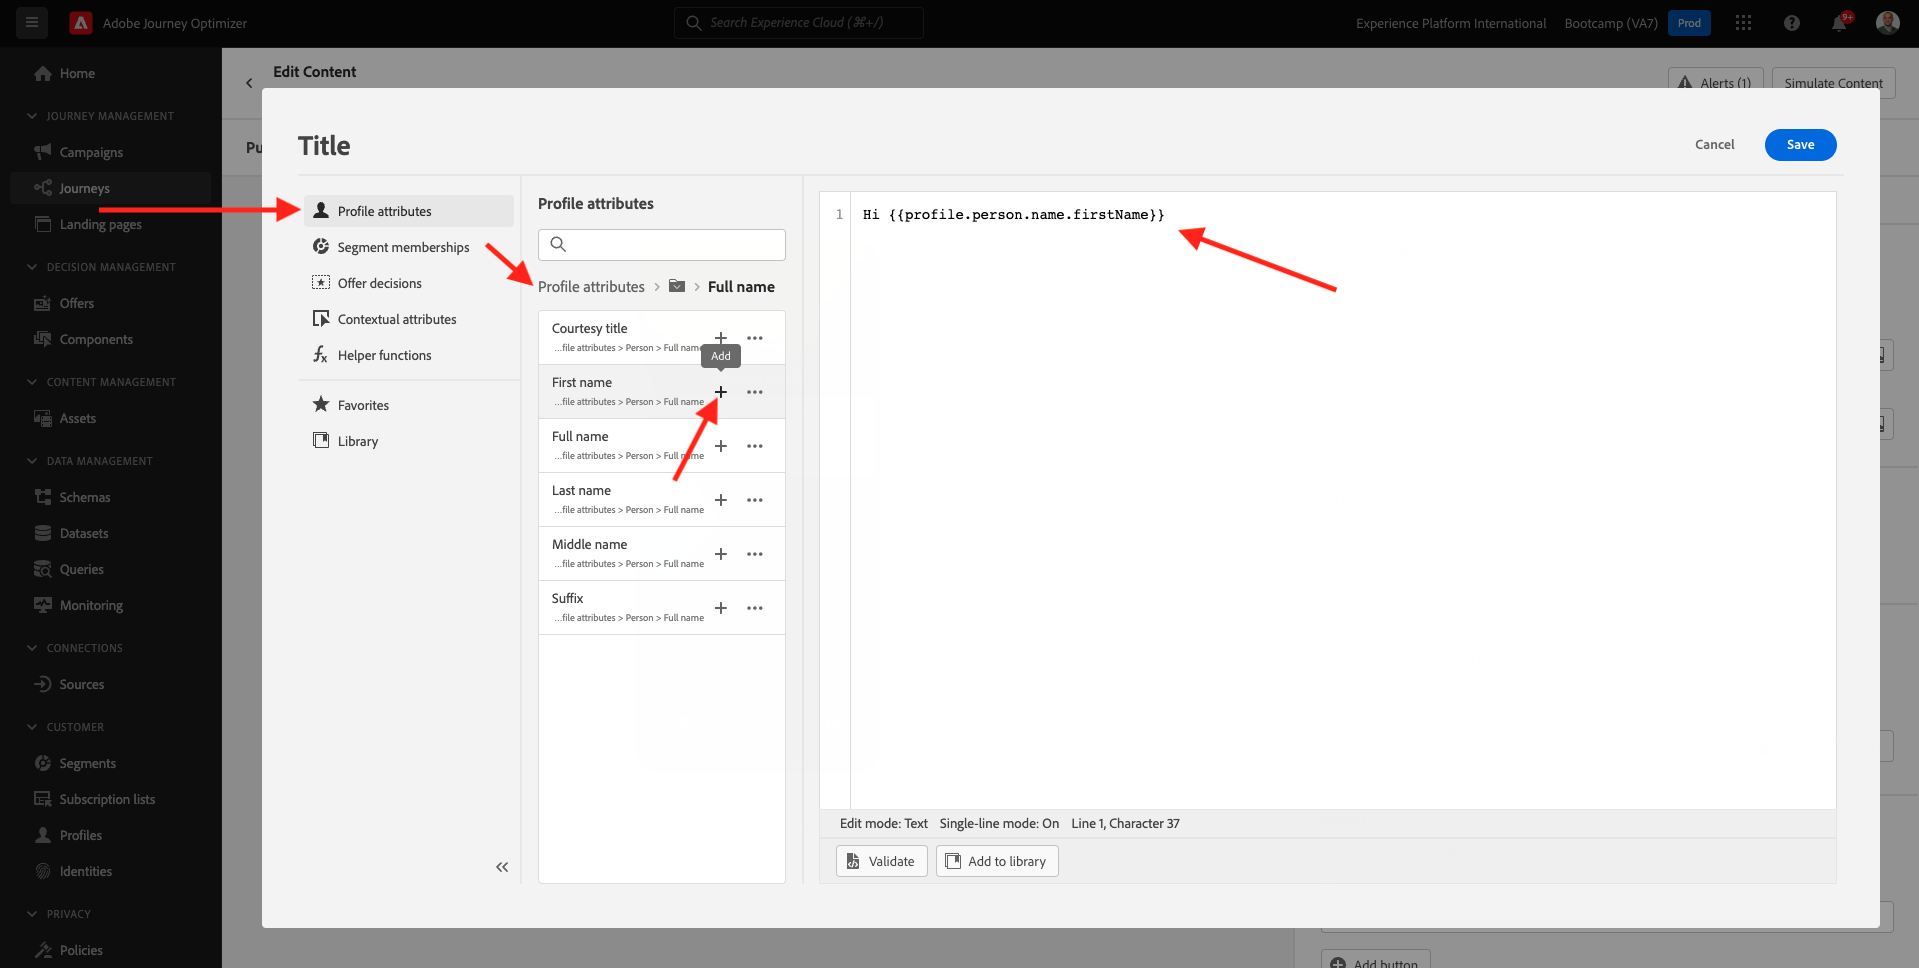 Adobe Journey Optimizer
Search Experience Cloud (⌘+/)
Experience Platform International
Bootcamp (VA7)
Prod
9+
Home
JOURNEY MANAGEMENT
Campaigns
Journeys
Landing pages
DECISION MANAGEMENT
Offers
Components
CONTENT MANAGEMENT
Assets
DATA MANAGEMENT
Schemas
Datasets
Queries
Monitoring
CONNECTIONS
Sources
CUSTOMER
Segments
Subscription lists
Profiles
Identities
PRIVACY
Policies
Edit Content
Alerts (1)
Simulate Content
Pu
Title
Cancel
Save
Profile attributes
Segment memberships
Offer decisions
Contextual attributes
Helper functions
Favorites
Library
Profile attributes
Profile attributes > > Full name
Courtesy title
...file attributes > Person > Full name
Add
First name
...file attributes > Person > Full name
Full name
...file attributes > Person > Full name
Last name
...file attributes > Person > Full name
Middle name
...file attributes > Person > Full name
Suffix
...file attributes > Person > Full name
1 Hi {{profile.person.name.firstName}}
Edit mode: Text Single-line mode: On Line 1, Character 37
Validate
Add to library
Add button